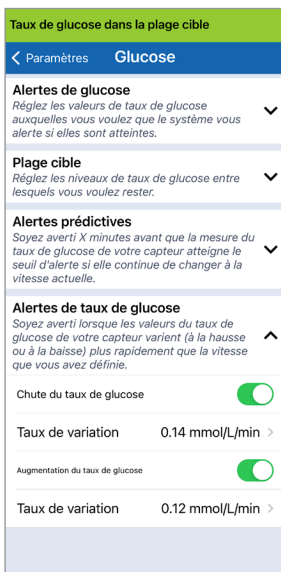 Taux de glucose dans la plage cible
Paramètres Glucose
Alertes de glucose
Réglez les valeurs de taux de glucose
auxquelles vous voulez que le système vous
alerte si elles sont atteintes.
Plage cible
Réglez les niveaux de taux de glucose entre
lesquels vous voulez rester.
Alertes prédictives
Soyez averti X minutes avant que la mesure du
taux de glucose de votre capteur atteigne le
seuil d'alerte si elle continue de changer à la
vitesse actuelle.
Alertes de taux de glucose
Soyez averti lorsque les valeurs du taux de
glucose de votre capteur varient (à la hausse
ou à la baisse) plus rapidement que la vitesse
que vous avez définie.
Chute du taux de glucose
Taux de variation 0.14 mmol/L/min
Augmentation du taux de glucose
Taux de variation 0.12 mmol/L/min